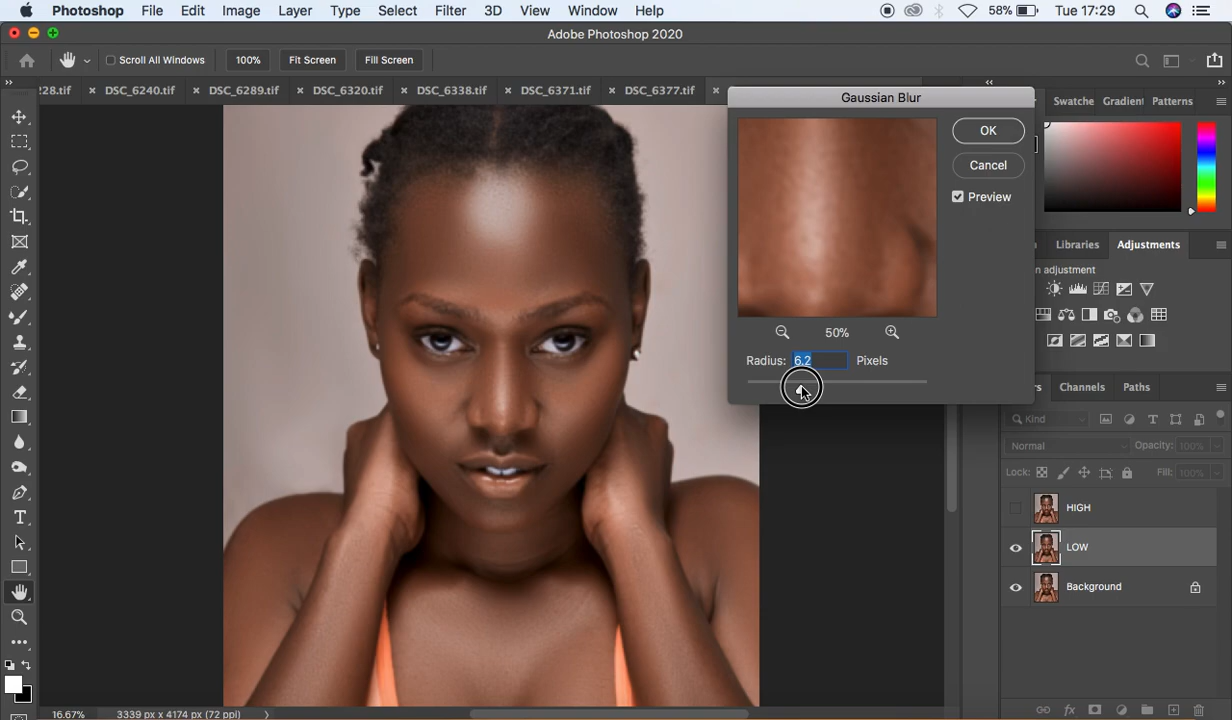 Photoshop File Edit Image Layer Type Select Filter 3D View Window Help 58% Tue 17:29
Adobe Photoshop 2020
Scroll All Windows 100% Fit Screen Fill Screen
228.tif × DSC_6240.tif × DSC_6289.tif × DSC_6320.tif × DSC_6338.tif × DSC_6371.tif × DSC_6377.tif ×
Gaussian Blur
Swatche Gradient Patterns
OK
Cancel
Preview
Libraries Adjustments
n adjustment
50%
Radius: 6.2 Pixels
rs Channels Paths
Kind
Normal Opacity: 100%
Lock: Fill: 100%
HIGH
LOW
Background
16.67% 3339 px x 4174 px (72 ppi)